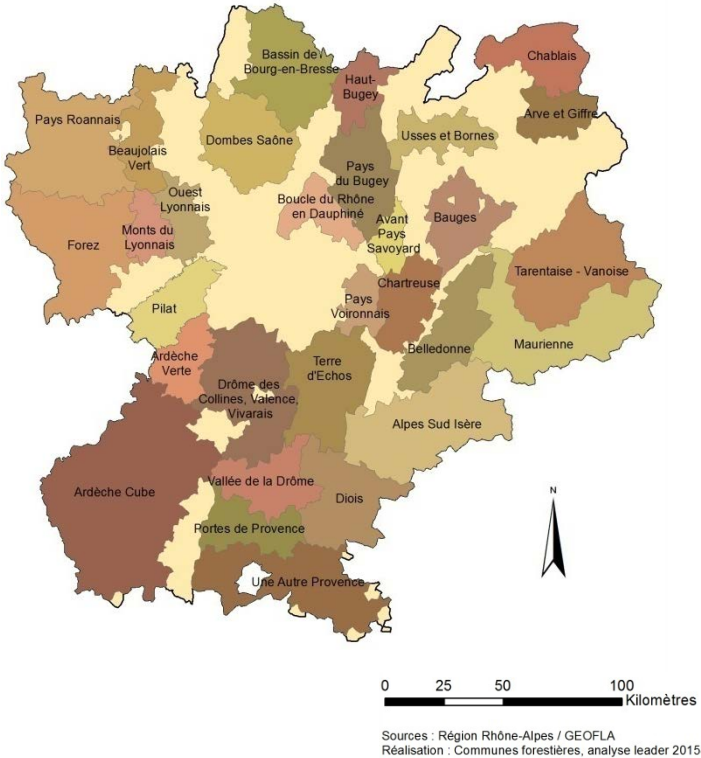 Bassin de
Bourg-en-Bresse
Chablais
Haut-
Bugey
Arve et Giffre
Pays Roannais
Beaujolais
Vert
Dombes Saône
Usses et Bornes
Pays
du Bugey
Ouest
Lyonnais
Boucle du Rhône
en Dauphiné
Monts du
Lyonnais
Forez
Avant
Pays
Savoyard
Bauges
Tarentaise - Vanoise
Chartreuse
Pilat
Pays
Voironnais
Maurienne
Belledonne
Ardèche
Verte
Terre
d'Echos
Drôme des
Collines, Valence,
Vivarais
Alpes Sud Isère
Ardèche Cube
Vallée de la Drôme
Diois
Portes de Provence
Une Autre Provence
N
0 25 50 100
Kilomètres
Sources : Région Rhône-Alpes / GEOFLA
Réalisation : Communes forestières, analyse leader 2015